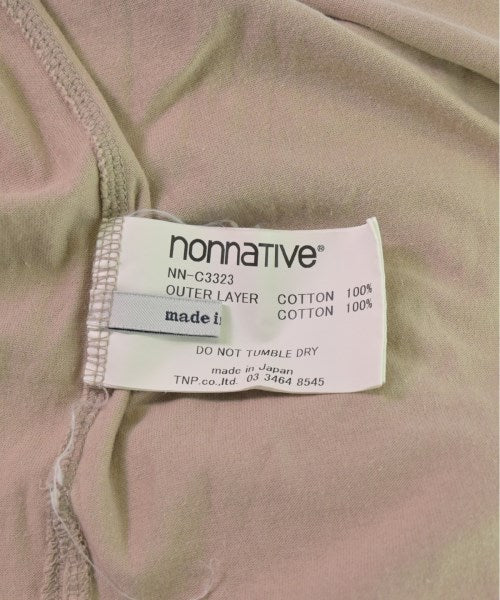 nonnative®
NN-C3323
OUTER LAYER COTTON 100%
COTTON 100%
made
DO NOT TUMBLE DRY
made in Japan
TNP.co.,ltd. 03 3464 8545